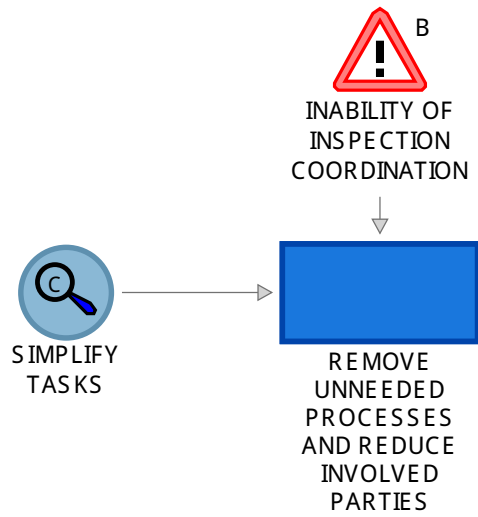 B
INABILITY OF
INSPECTION
COORDINATION
C
SIMPLIFY
TASKS
REMOVE
UNNEEDED
PROCESSES
AND REDUCE
INVOLVED
PARTIES